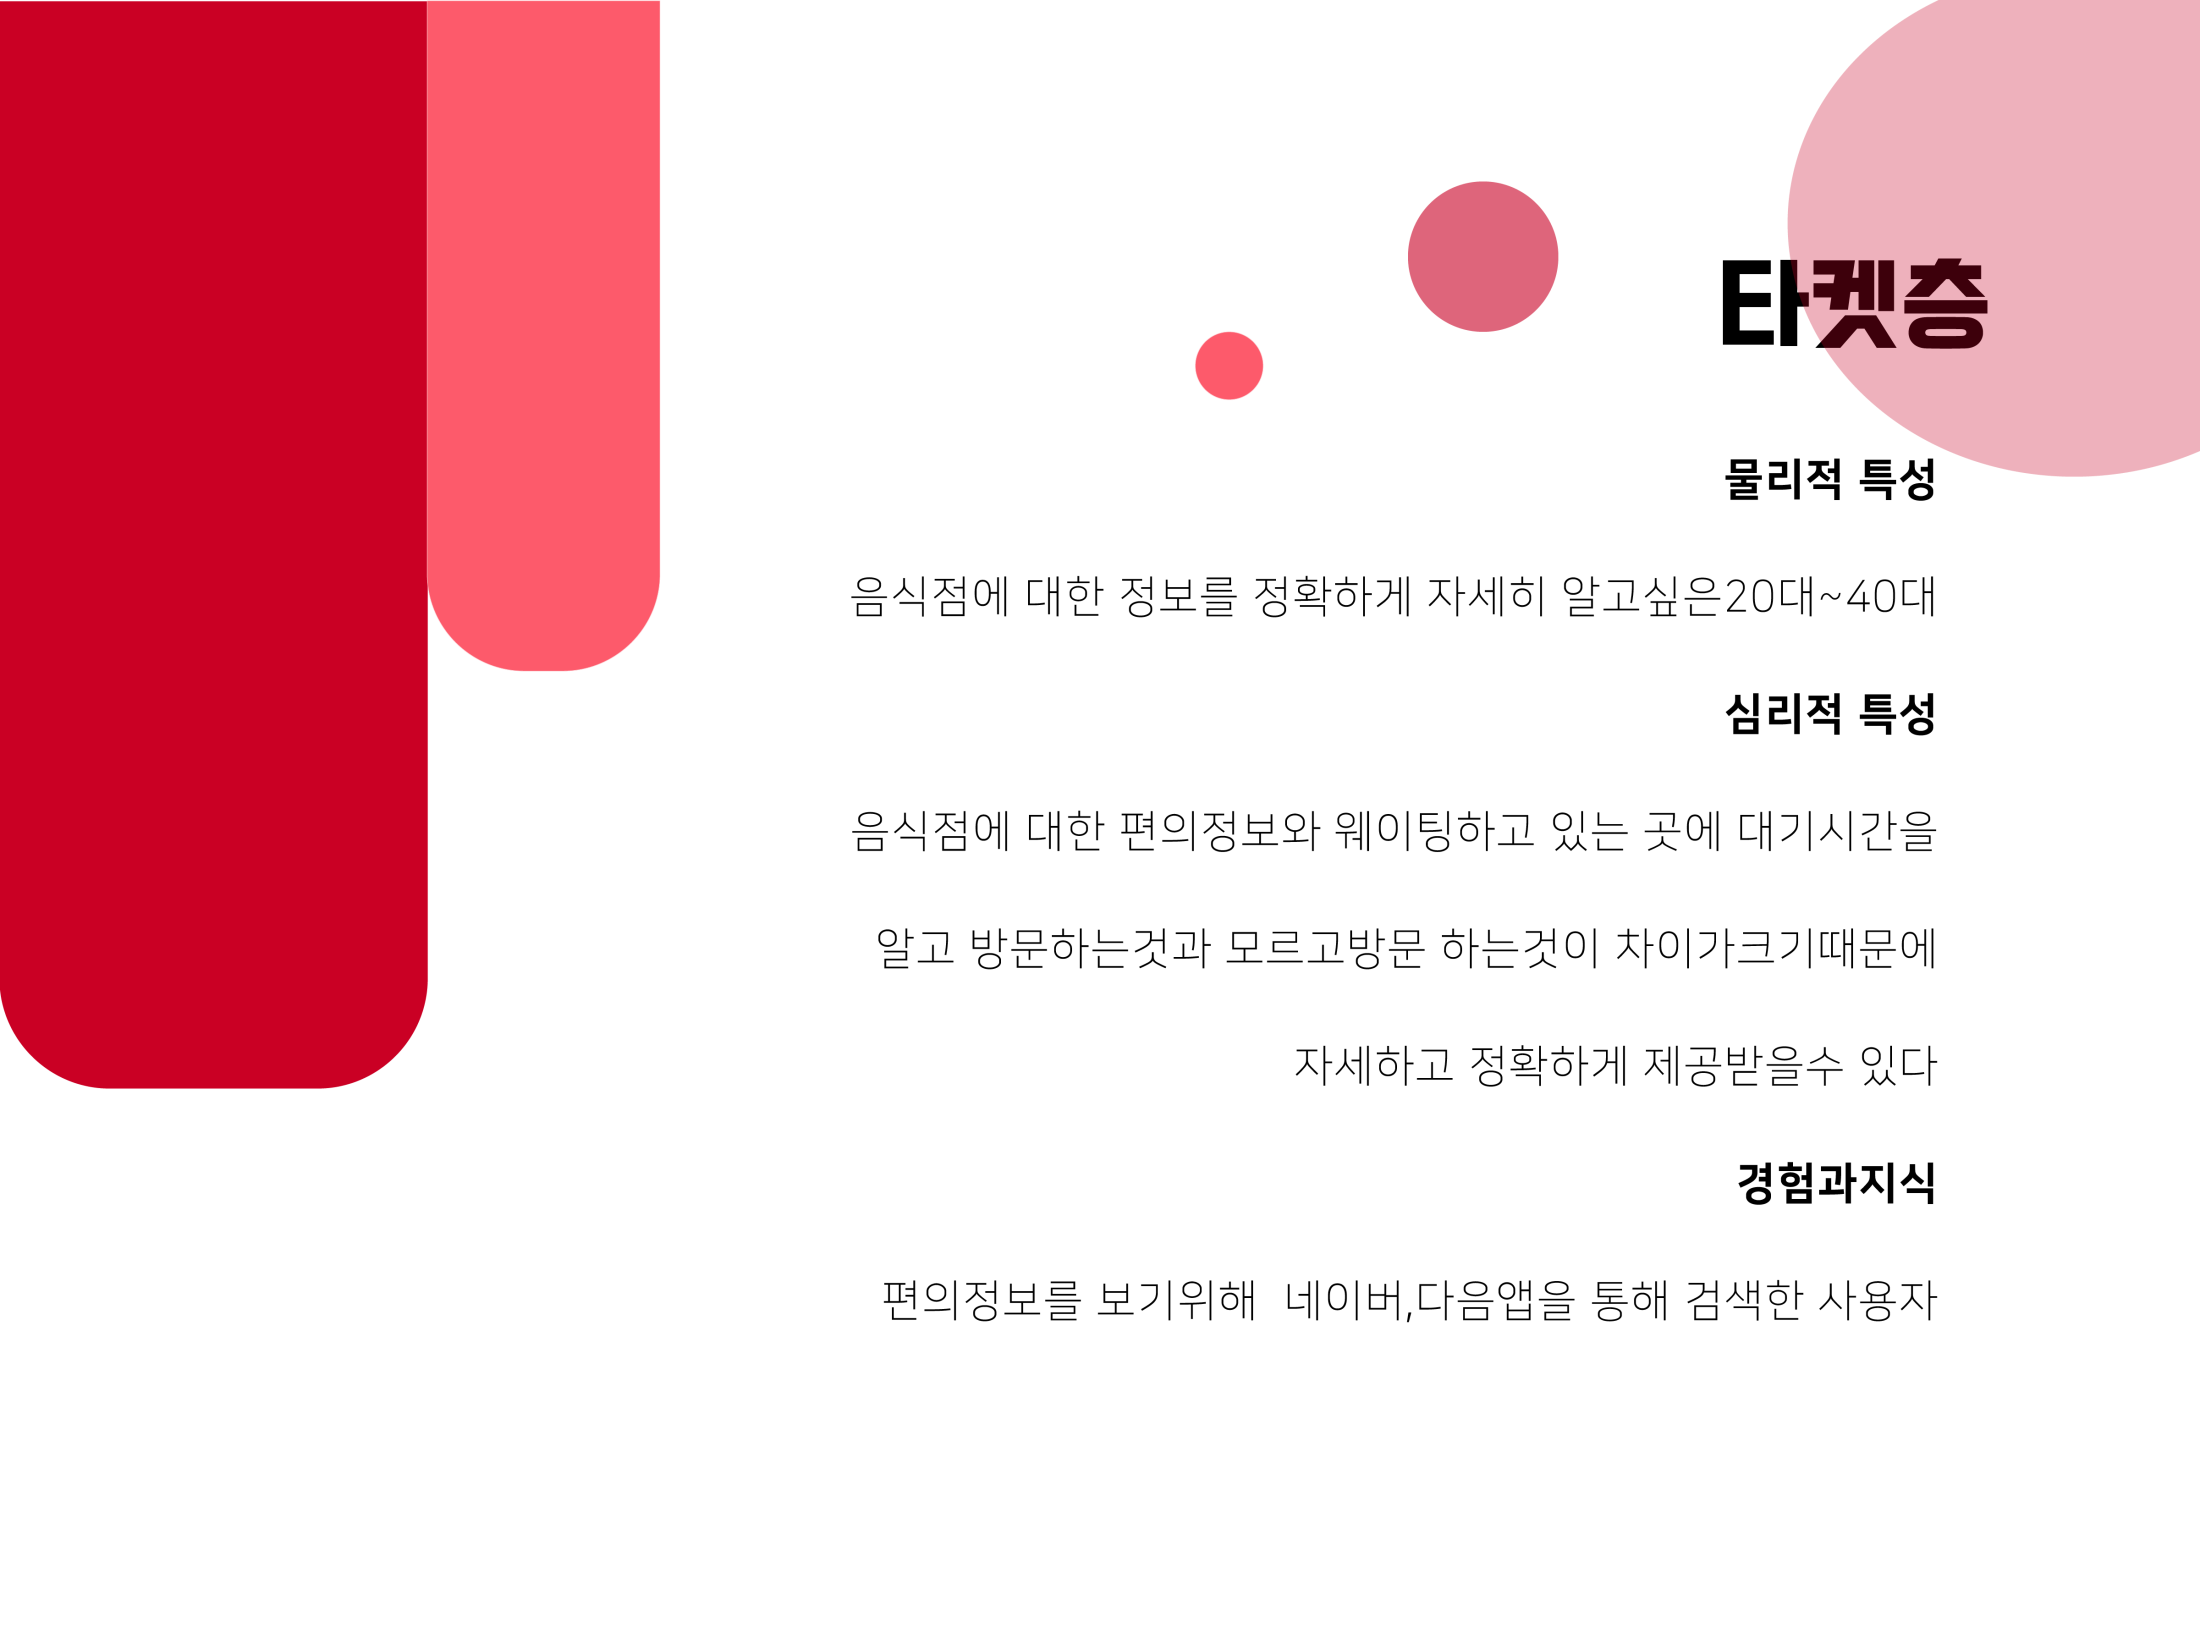 타켓층
물리적 특성
음식점에 대한 정보를 정확하게 자세히 알고싶은20대~40대
심리적 특성
음식점에 대한 편의정보와 웨이팅하고 있는 곳에 대기시간을
알고 방문하는것과 모르고방문 하는것이 차이가크기때문에
자세하고 정확하게 제공받을수 있다
경험과지식
편의정보를 보기위해  네이버,다음앱을 통해 검색한 사용자